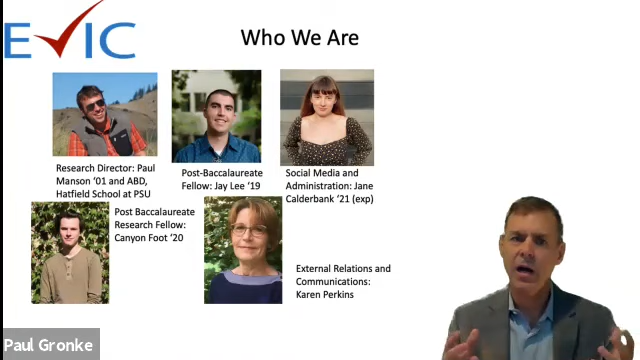 EVIC
Who We Are
Research Director: Paul
Manson ‘01 and ABD,
Hatfield School at PSU
Post-Baccalaureate
Fellow: Jay Lee ‘19
Social Media and
Administration: Jane
Calderbank ‘21 (exp)
Post Baccalaureate
Research Fellow:
Canyon Foot ‘20
External Relations and
Communications:
Karen Perkins
Paul Gronke